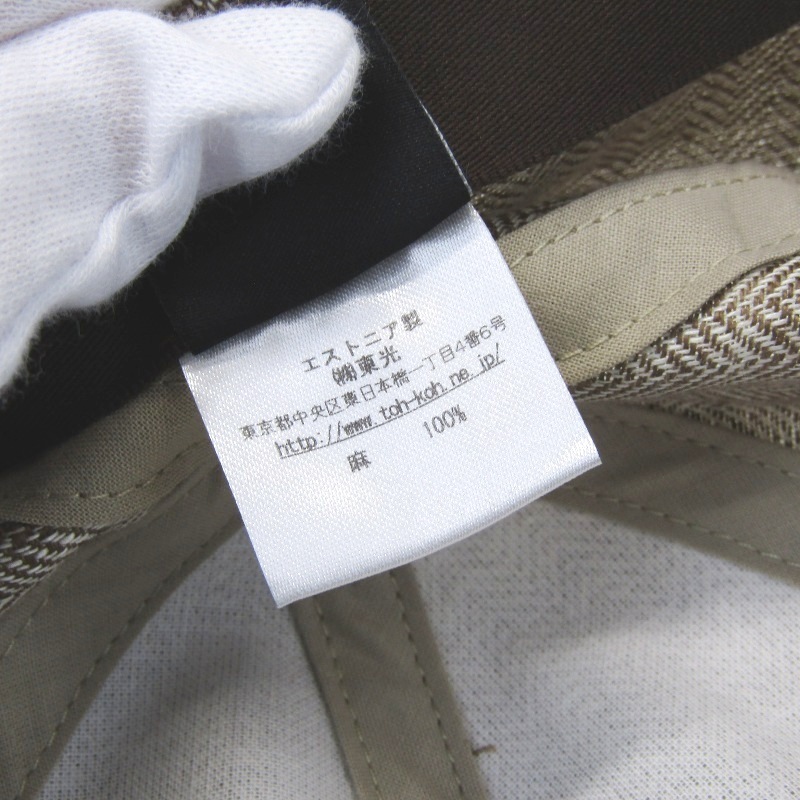 エストニア製
㈱東光
東京都中央区東日本橋一丁目4番6号
http://www.toh-koh.ne.jp/
麻 100%